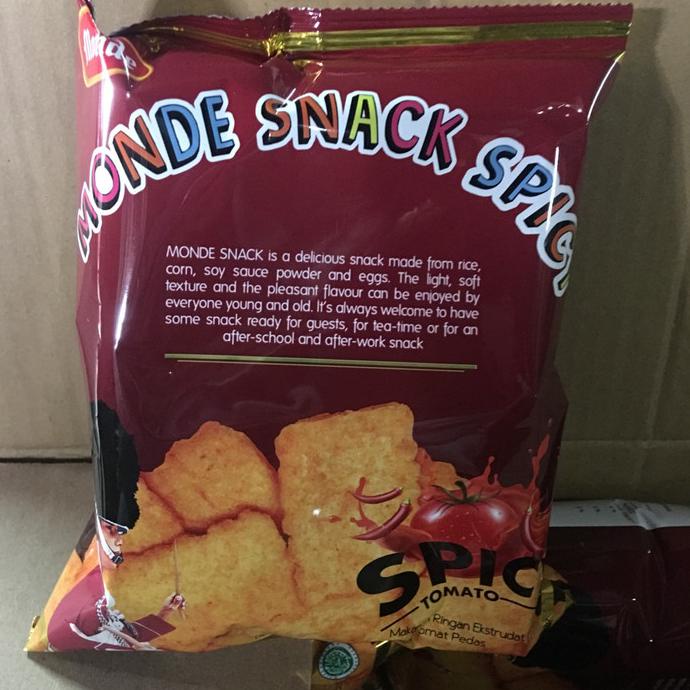 Monde
MONDE SNACK SPICY
MONDE SNACK is a delicious snack made from rice,
corn, soy sauce powder and eggs. The light, soft
texture and the pleasant flavour can be enjoyed by
everyone young and old. It's always welcome to have
some snack ready for guests, for tea-time or for an
after-school and after-work snack
SPIC
TOMATO
Ringan Ekstrudat
Pedas